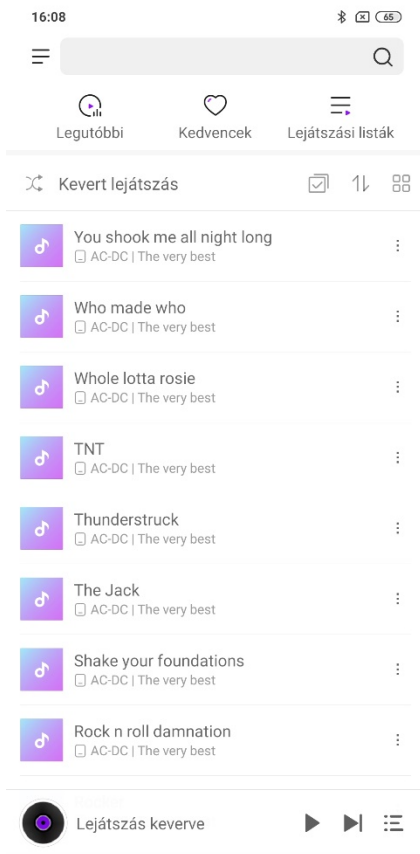 16:08
65
Legutóbbi Kedvencek Lejátszási listák
Kevert lejátszás
You shook me all night long
AC-DC | The very best
Who made who
AC-DC | The very best
Whole lotta rosie
AC-DC | The very best
TNT
AC-DC | The very best
Thunderstruck
AC-DC | The very best
The Jack
AC-DC | The very best
Shake your foundations
AC-DC | The very best
Rock n roll damnation
AC-DC | The very best
Lejátszás keverve